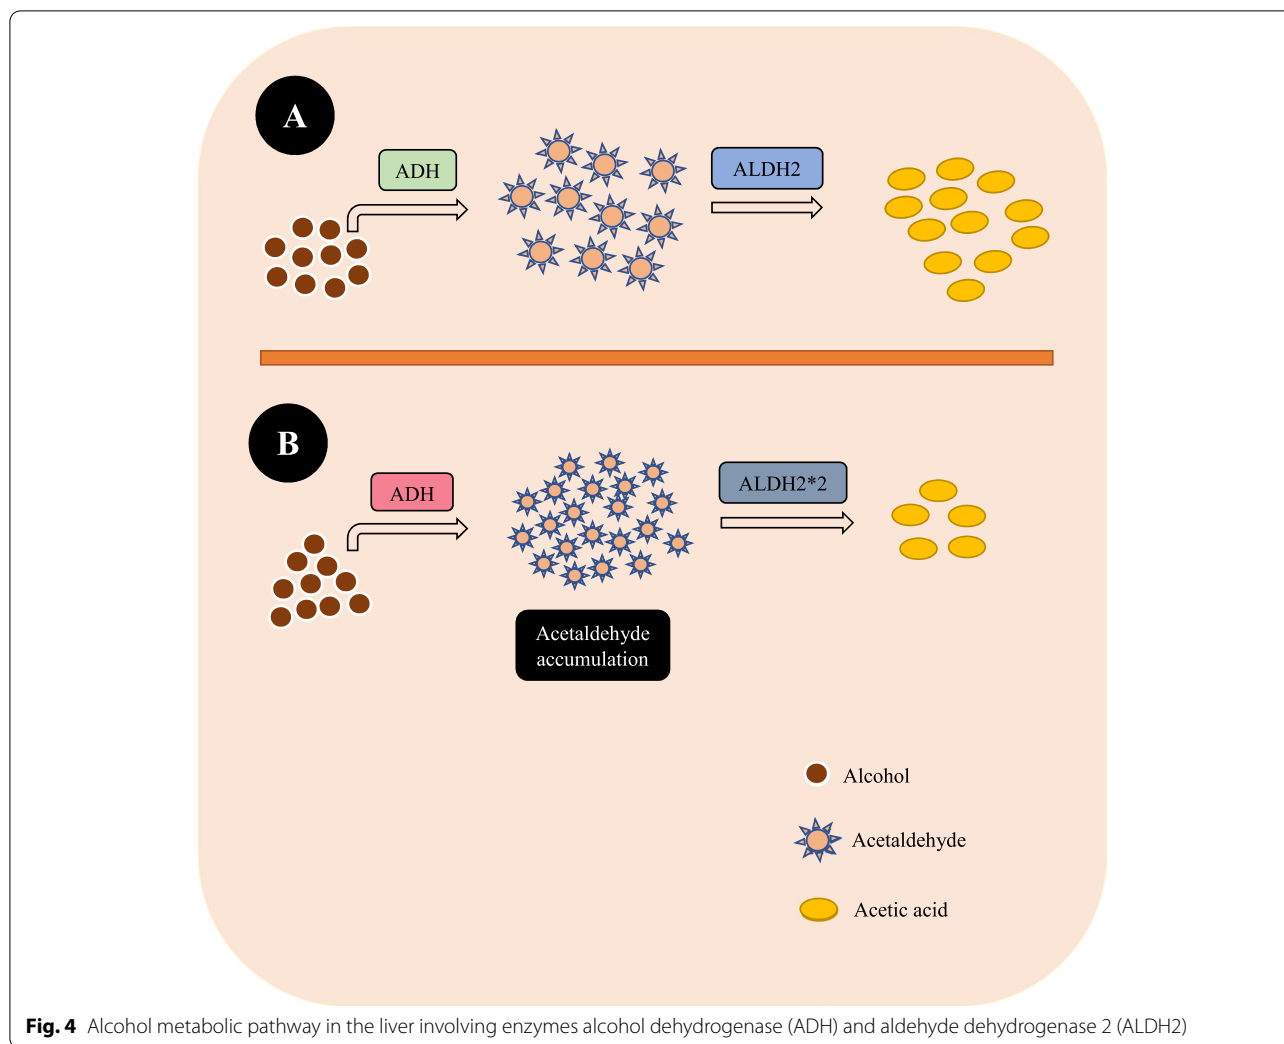 A
ADH
ALDH2
B
ADH
ALDH2*2
Acetaldehyde
accumulation
Alcohol
Acetaldehyde
Acetic acid
Fig. 4 Alcohol metabolic pathway in the liver involving enzymes alcohol dehydrogenase (ADH) and aldehyde dehydrogenase 2 (ALDH2)